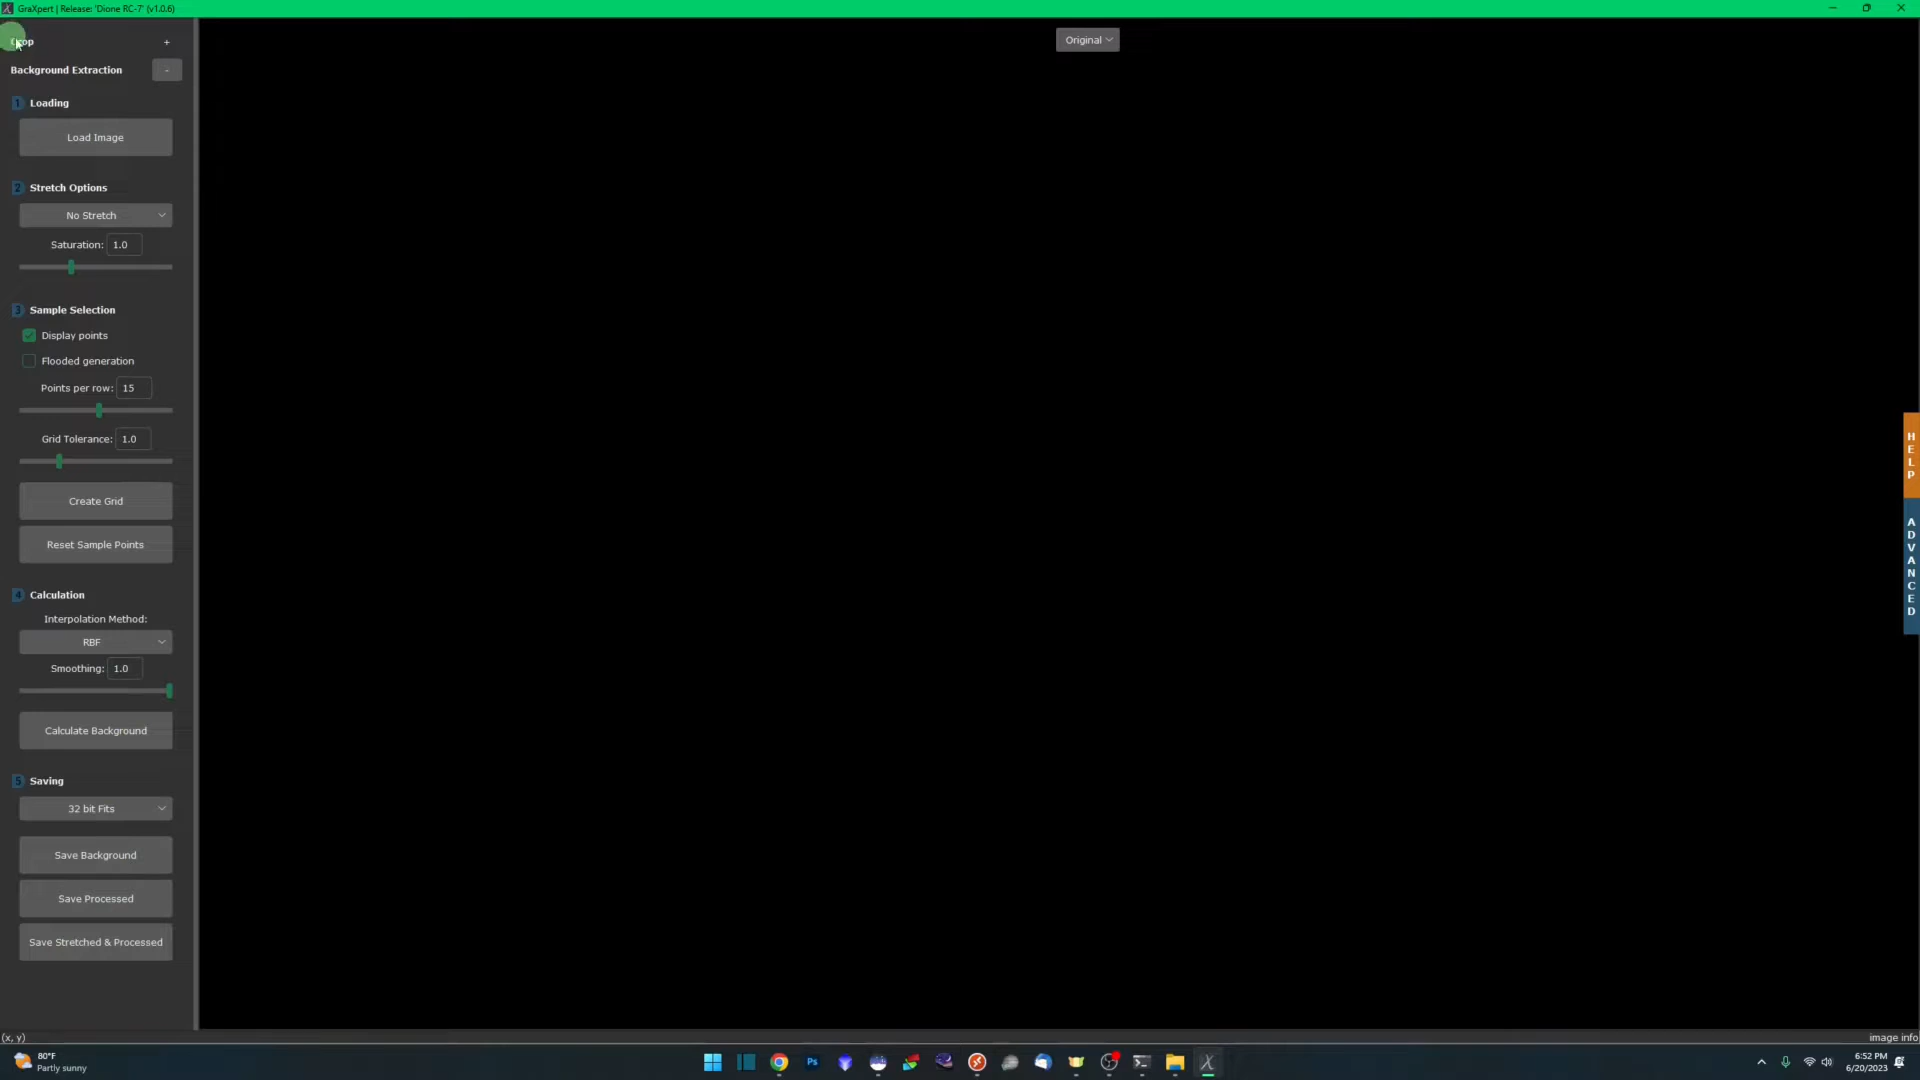 GraXpert | Release: 'Dione RC-7' (v1.0.6)
Crop
+
Original
Background Extraction
-
1 Loading
Load Image
2 Stretch Options
No Stretch
Saturation: 1.0
3 Sample Selection
Display points
Flooded generation
Points per row: 15
Grid Tolerance: 1.0
Create Grid
Reset Sample Points
4 Calculation
Interpolation Method:
RBF
Smoothing: 1.0
Calculate Background
5 Saving
32 bit Fits
Save Background
Save Processed
Save Stretched & Processed
HELP
ADVANCED
(x, y)
image info
80°F
Partly sunny
Ps
6:52 PM
6/20/2023